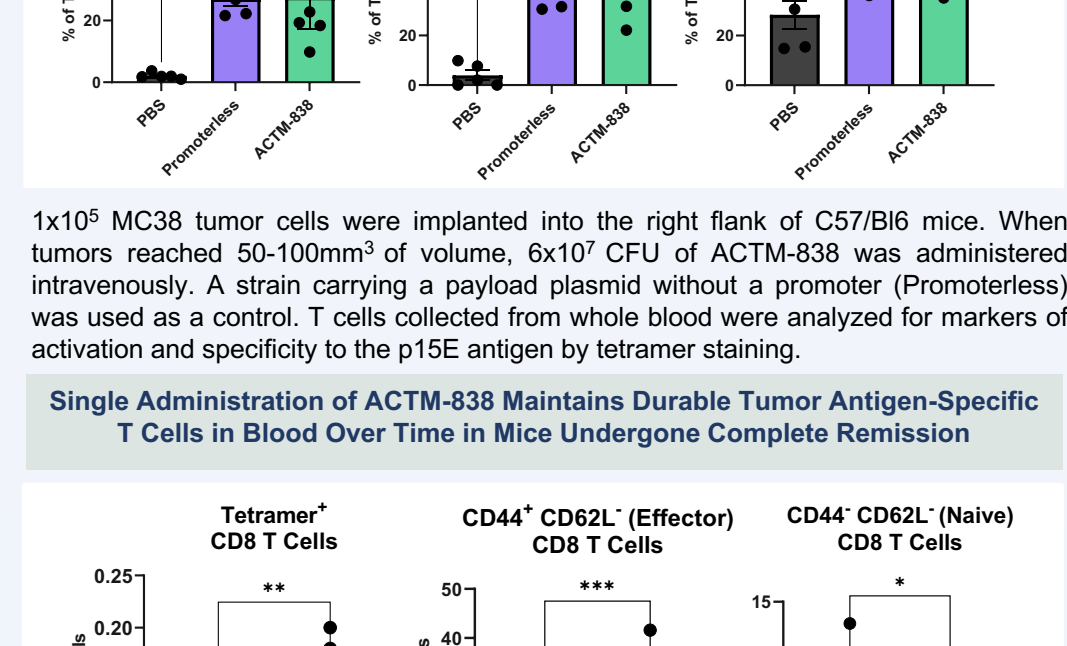 % of T
20
0
PBS
Promoterless
ACTM-838
% of T
20
0
PBS
Promoterless
ACTM-838
% of T
20
0
PBS
Promoterless
ACTM-838
1x10⁵ MC38 tumor cells were implanted into the right flank of C57/Bl6 mice. When
tumors reached 50-100mm³ of volume, 6x10⁷ CFU of ACTM-838 was administered
intravenously. A strain carrying a payload plasmid without a promoter (Promoterless)
was used as a control. T cells collected from whole blood were analyzed for markers of
activation and specificity to the p15E antigen by tetramer staining.
Single Administration of ACTM-838 Maintains Durable Tumor Antigen-Specific
T Cells in Blood Over Time in Mice Undergone Complete Remission
Tetramer⁺
CD8 T Cells
0.25
**
0.20
lls
CD44⁺ CD62L⁻ (Effector)
CD8 T Cells
50
***
40
s
CD44⁻ CD62L⁻ (Naive)
CD8 T Cells
*
15